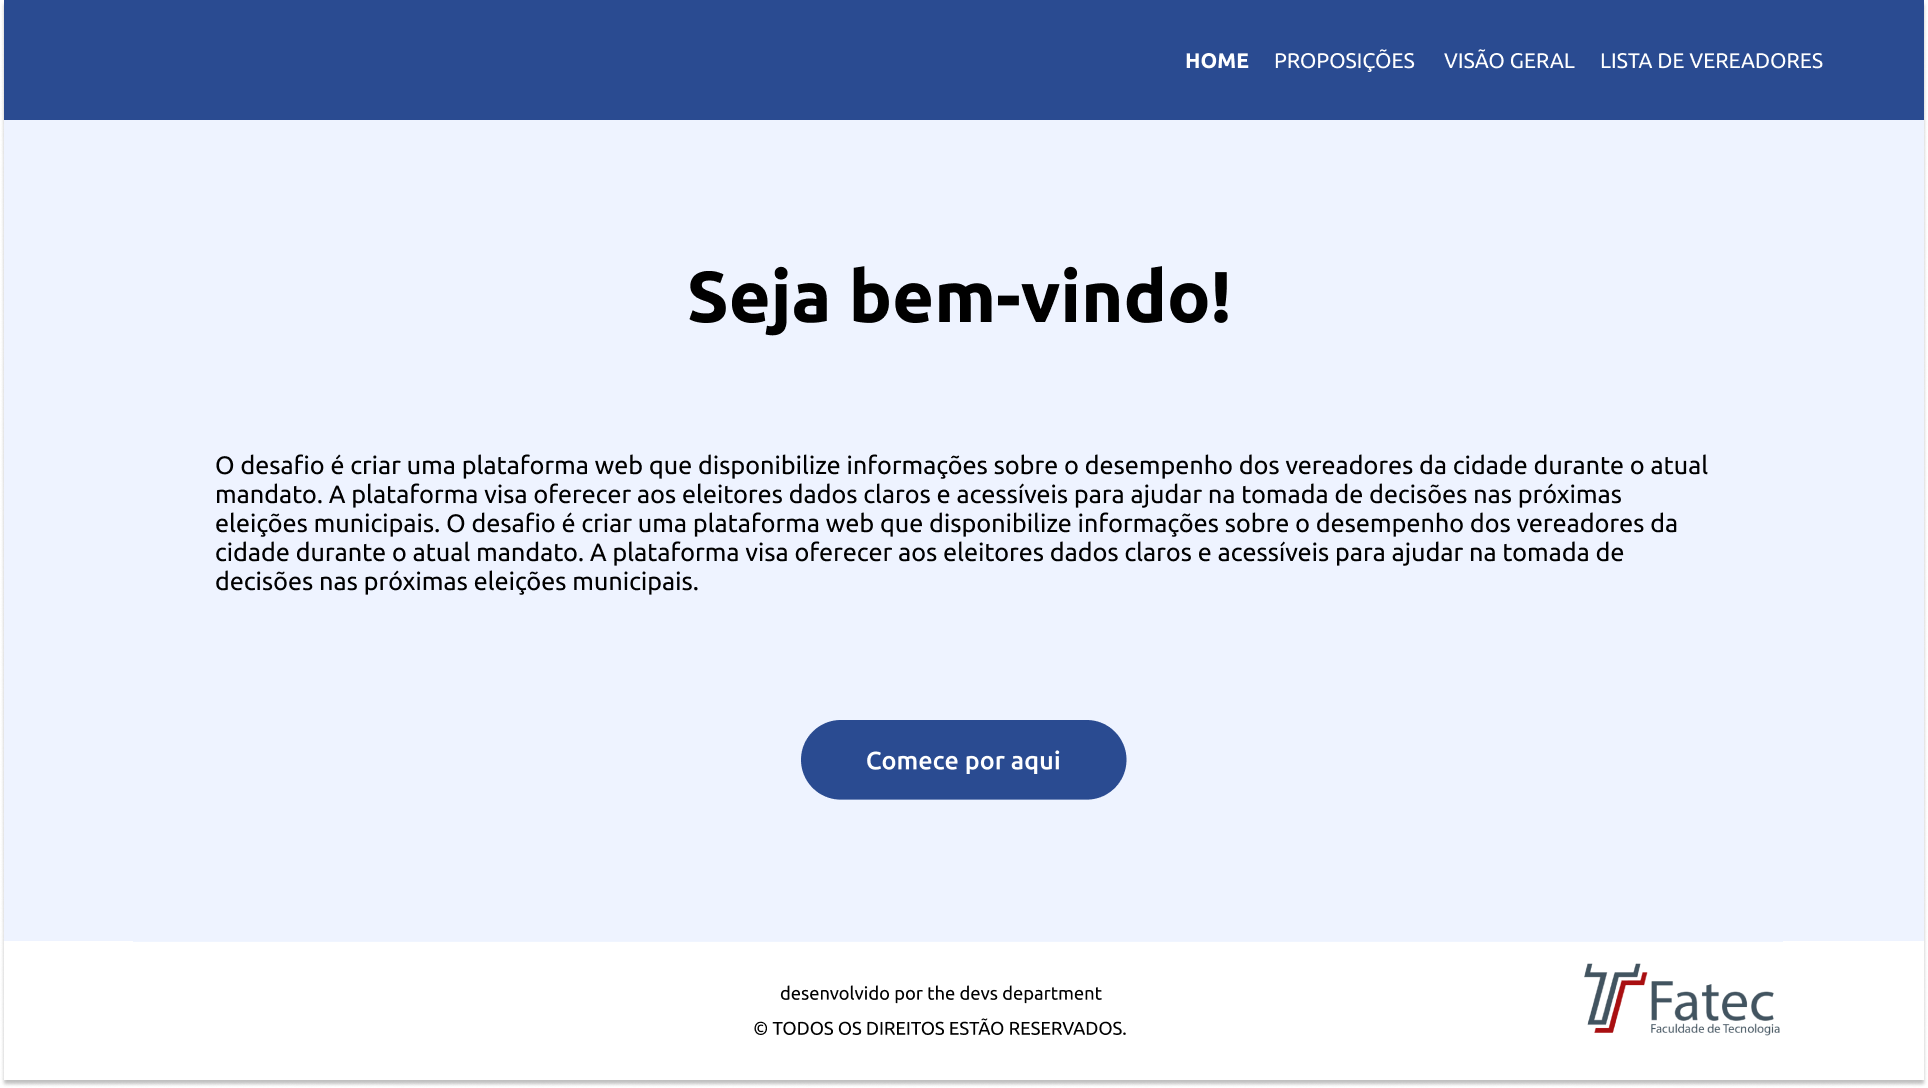 HOME PROPOSIÇÕES VISÃO GERAL LISTA DE VEREADORES
Seja bem-vindo!
O desafio é criar uma plataforma web que disponibilize informações sobre o desempenho dos vereadores da cidade durante o atual
mandato. A plataforma visa oferecer aos eleitores dados claros e acessíveis para ajudar na tomada de decisões nas próximas
eleições municipais. O desafio é criar uma plataforma web que disponibilize informações sobre o desempenho dos vereadores da
cidade durante o atual mandato. A plataforma visa oferecer aos eleitores dados claros e acessíveis para ajudar na tomada de
decisões nas próximas eleições municipais.
Comece por aqui
desenvolvido por the devs department
© TODOS OS DIREITOS ESTÃO RESERVADOS.
Fatec
Faculdade de Tecnologia